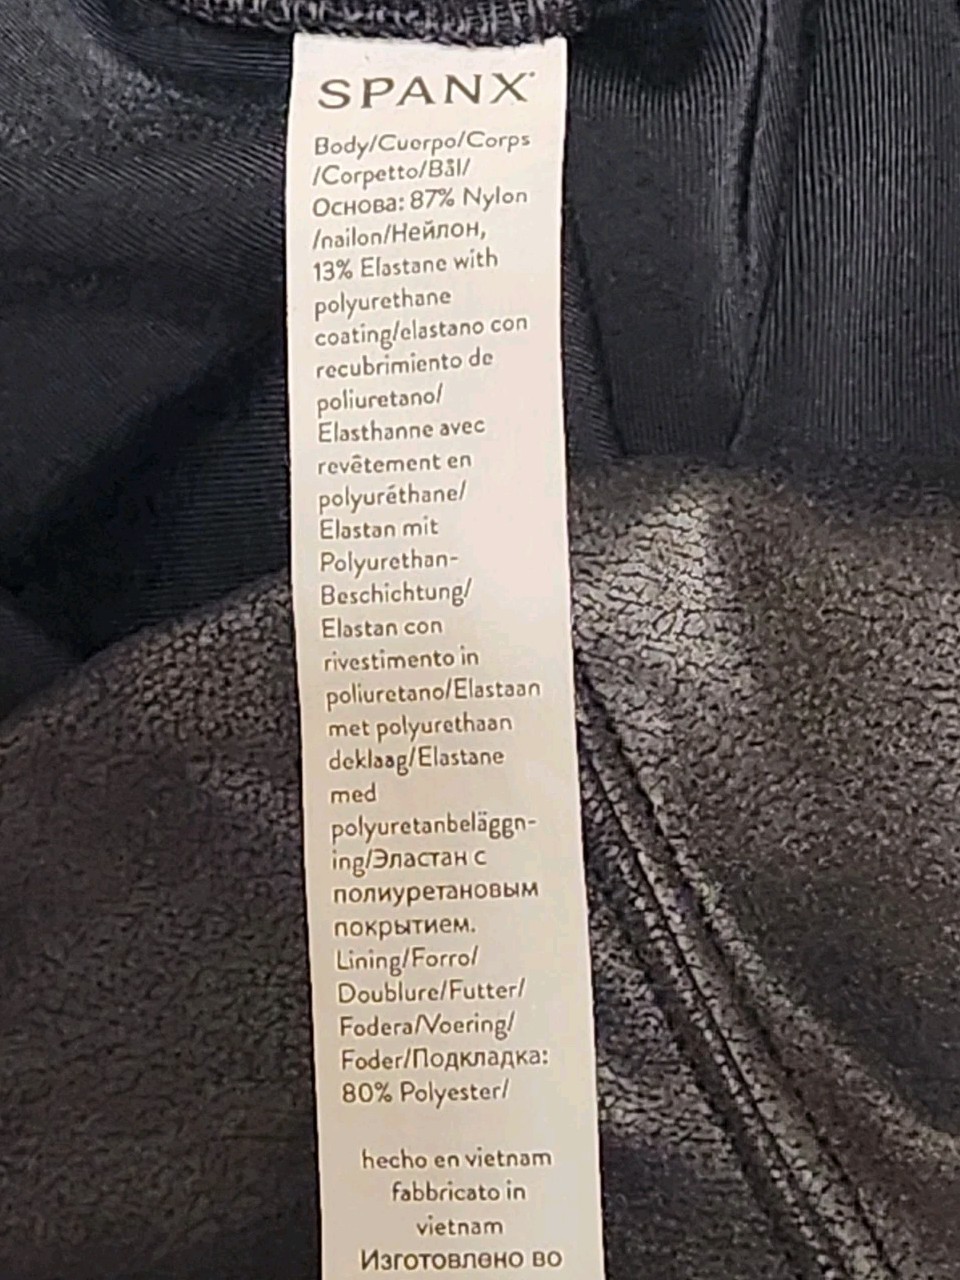 SPANX
Body/Cuerpo/Corps
/Corpetto/Bål/
Основа: 87% Nylon
/nailon/Нейлон,
13% Elastane with
polyurethane
coating/elastano con
recubrimiento de
poliuretano/
Elasthanne avec
revêtement en
polyuréthane/
Elastan mit
Polyurethan-
Beschichtung/
Elastan con
rivestimento in
poliuretano/Elastaan
met polyurethaan
deklaag/Elastane
med
polyuretanbeläggn-
ing/Эластан с
полиуретановым
покрытием.
Lining/Forro/
Doublure/Futter/
Fodera/Voering/
Foder/Подкладка:
80% Polyester/
hecho en vietnam
fabbricato in
vietnam
Изготовлено во